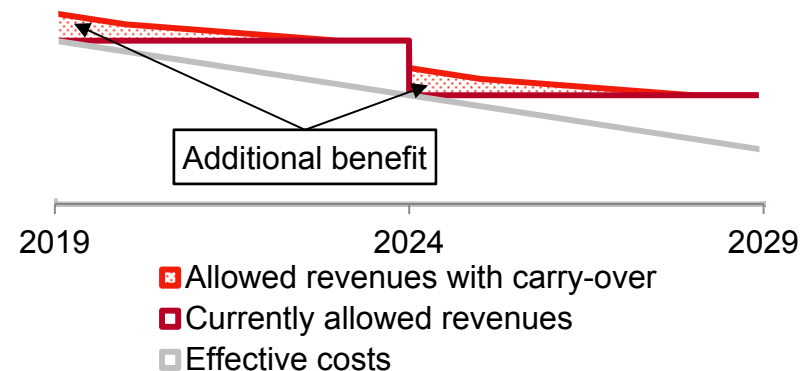 Additional benefit
2019
2024
2029
Allowed revenues with carry-over
Currently allowed revenues
Effective costs